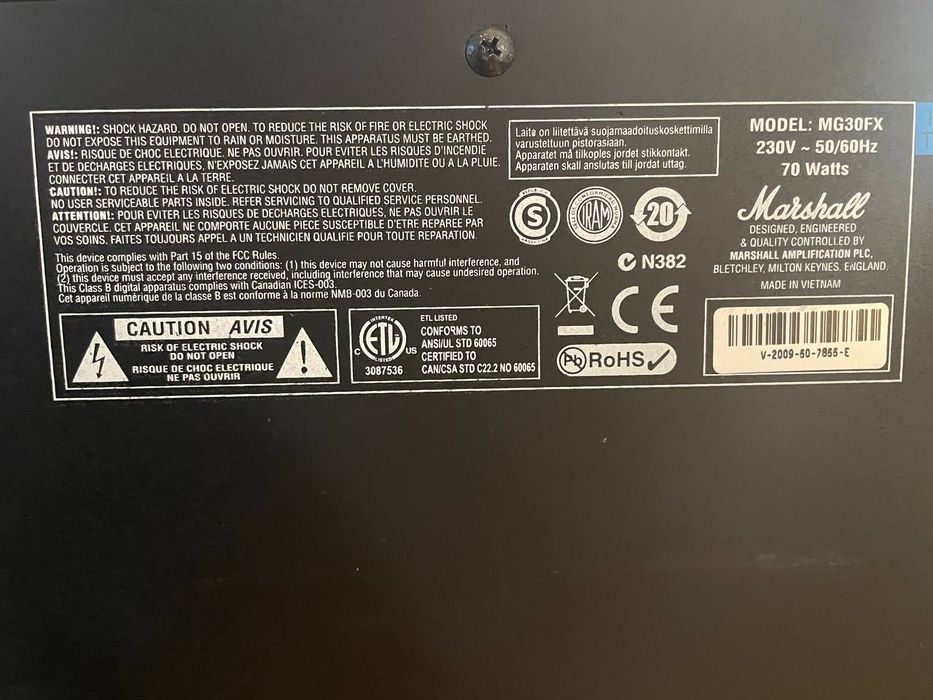 WARNING!: SHOCK HAZARD. DO NOT OPEN. TO REDUCE THE RISK OF FIRE OR ELECTRIC SHOCK
DO NOT EXPOSE THIS EQUIPMENT TO RAIN OR MOISTURE. THIS APPARATUS MUST BE EARTHED.
AVIS!: RISQUE DE CHOC ELECTRIQUE. NE PAS OUVRIR. POUR EVITER LES RISQUES D'INCENDIE
ET DE DECHARGES ELECTRIQUES, N'EXPOSEZ JAMAIS CET APPAREIL A L'HUMIDITE OU A LA PLUIE.
CONNECTER CET APPAREIL A LA TERRE.
CAUTION!: TO REDUCE THE RISK OF ELECTRIC SHOCK DO NOT REMOVE COVER.
NO USER SERVICEABLE PARTS INSIDE. REFER SERVICING TO QUALIFIED SERVICE PERSONNEL.
ATTENTION!: POUR EVITER LES RISQUES DE DECHARGES ELECTRIQUES, NE PAS OUVRIR LE
COUVERCLE. CET APPAREIL NE COMPORTE AUCUNE PIECE SUSCEPTIBLE D'ETRE REPAREE PAR
VOS SOINS. FAITES TOUJOURS APPEL A UN TECHNICIEN QUALIFIE POUR TOUTE REPARATION.
This device complies with Part 15 of the FCC Rules.
Operation is subject to the following two conditions: (1) this device may not cause harmful interference, and
(2) this device must accept any interference received, including interference that may cause undesired operation.
This Class B digital apparatus complies with Canadian ICES-003.
Cet appareil numérique de la classe B est conforme à la norme NMB-003 du Canada.
CAUTION AVIS
RISK OF ELECTRIC SHOCK
DO NOT OPEN
RISQUE DE CHOC ELECTRIQUE
NE PAS OUVRIR
INTERTEK
C ETL US
LISTED
3087536
ETL LISTED
CONFORMS TO
ANSI/UL STD 60065
CERTIFIED TO
CAN/CSA STD C22.2 NO 60065
Laite on liitettävä suojamaadoituskoskettimilla
varustettuun pistorasiaan.
Apparatet må tilkoples jordet stikkontakt.
Apparaten skall anslutas till jordat uttag.
S
IRAM
20
N382
CE
Pb RoHS
MODEL: MG30FX
230V ~ 50/60Hz
70 Watts
Marshall
DESIGNED, ENGINEERED
& QUALITY CONTROLLED BY
MARSHALL AMPLIFICATION PLC,
BLETCHLEY, MILTON KEYNES, ENGLAND.
MADE IN VIETNAM
V-2009-50-7855-E